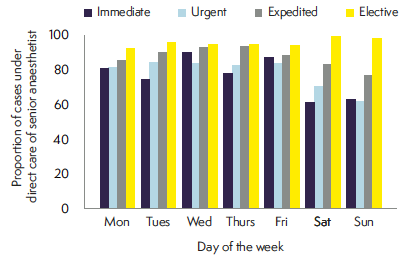 Immediate Urgent Expedited Elective
Proportion of cases under
direct care of senior anaesthetist
100
80
60
40
20
0
Mon Tues Wed Thurs Fri Sat Sun
Day of the week